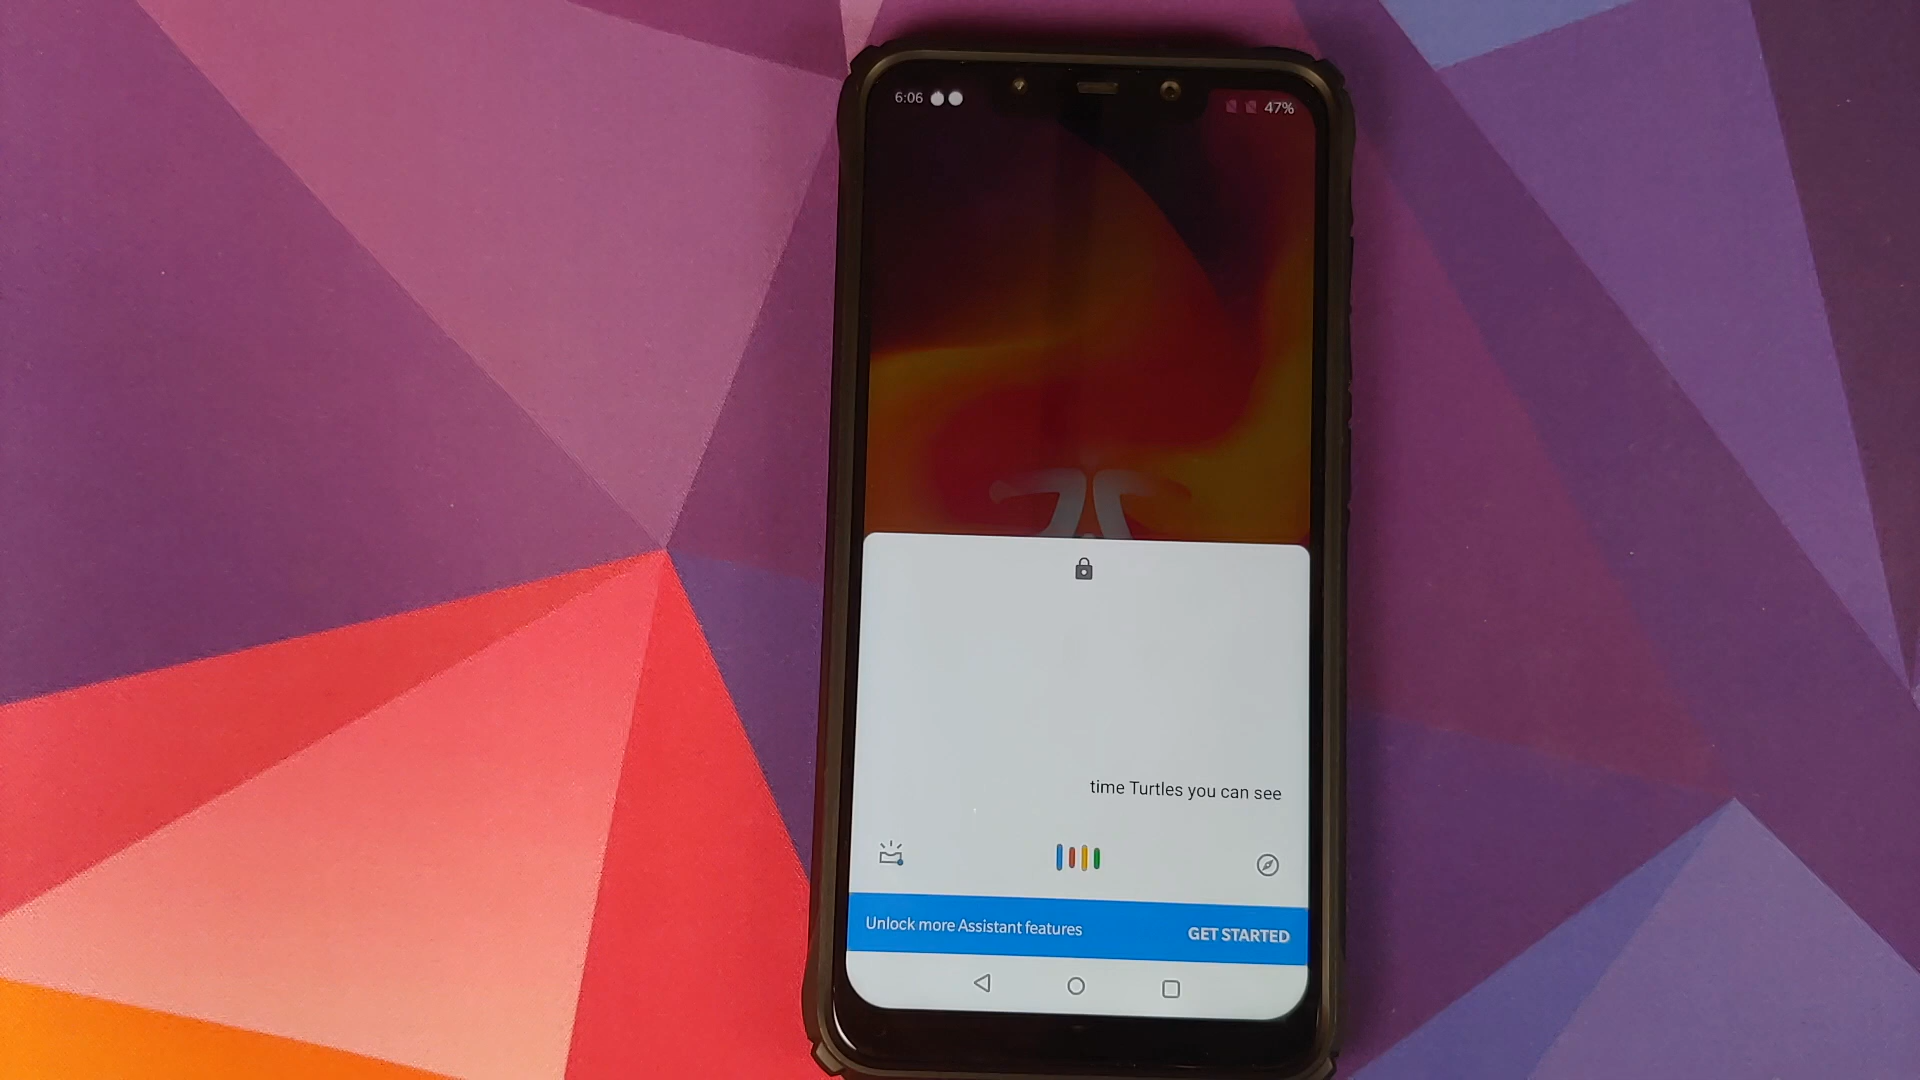 6:06
47%
time Turtles you can see
Unlock more Assistant features
GET STARTED